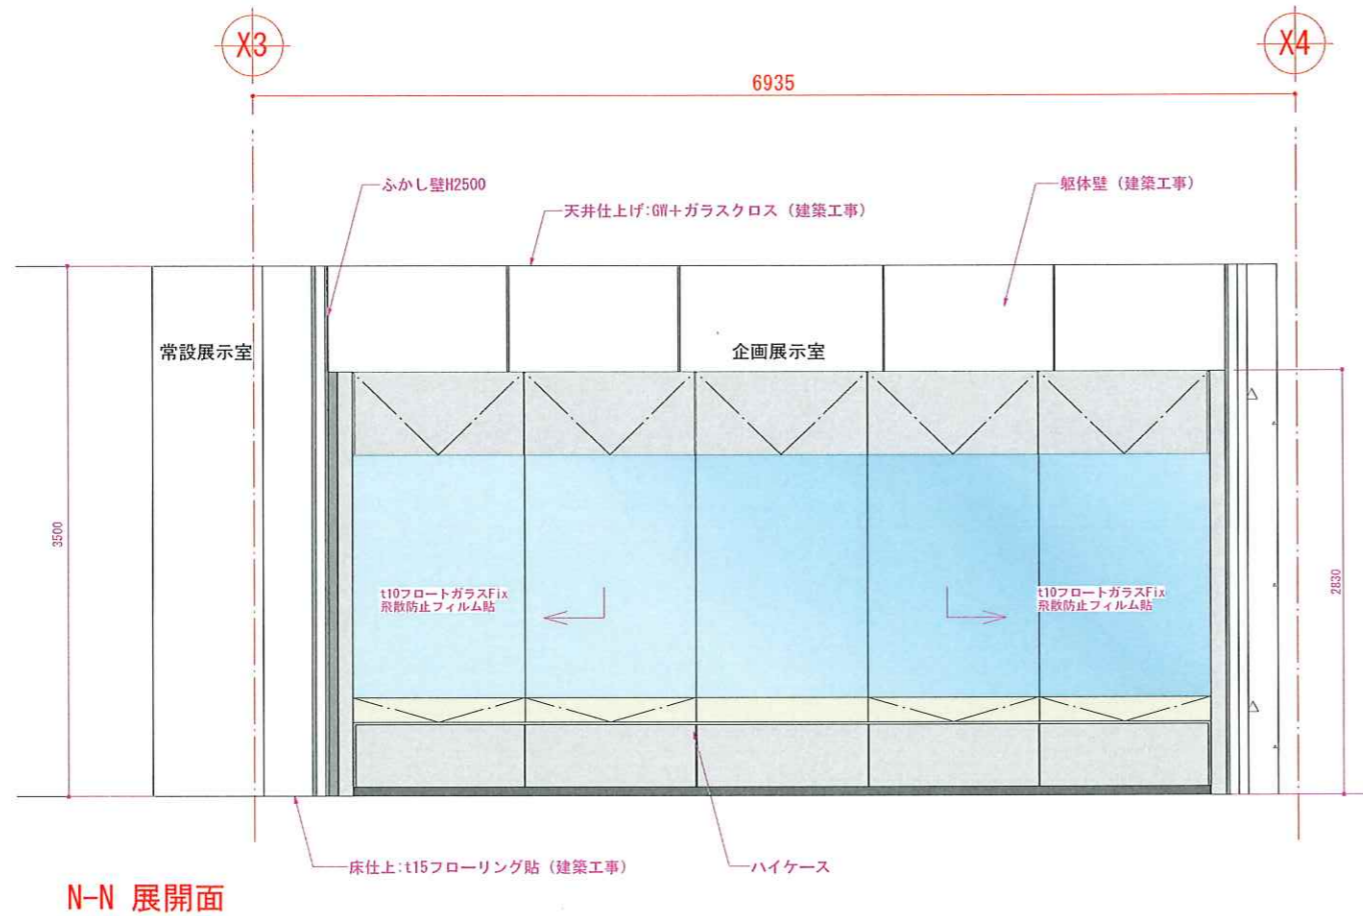 X3
X4
6935
ふかし壁H2500
躯体壁（建築工事）
天井仕上げ:GW＋ガラスクロス（建築工事）
常設展示室
企画展示室
3500
2830
t10フロートガラスFix
飛散防止フィルム貼
t10フロートガラスFix
飛散防止フィルム貼
床仕上:t15フローリング貼（建築工事）
ハイケース
N-N 展開面